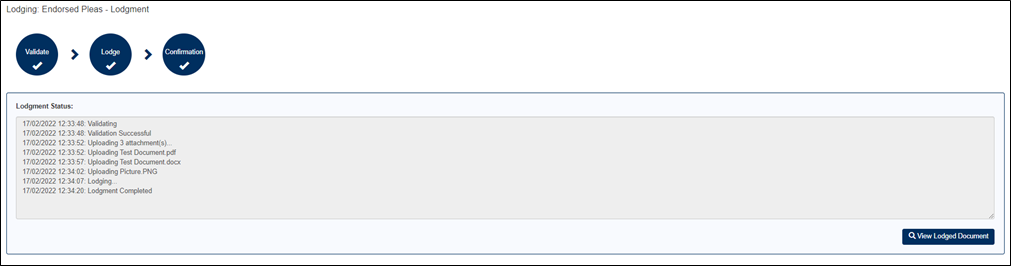 Lodging: Endorsed Pleas - Lodgment
Validate
Lodge
Confirmation
Lodgment Status:
17/02/2022 12:33:48: Validating
17/02/2022 12:33:48: Validation Successful
17/02/2022 12:33:52: Uploading 3 attachment(s)...
17/02/2022 12:33:52: Uploading Test Document.pdf
17/02/2022 12:33:57: Uploading Test Document.docx
17/02/2022 12:34:02: Uploading Picture.PNG
17/02/2022 12:34:07: Lodging...
17/02/2022 12:34:20: Lodgment Completed
View Lodged Document